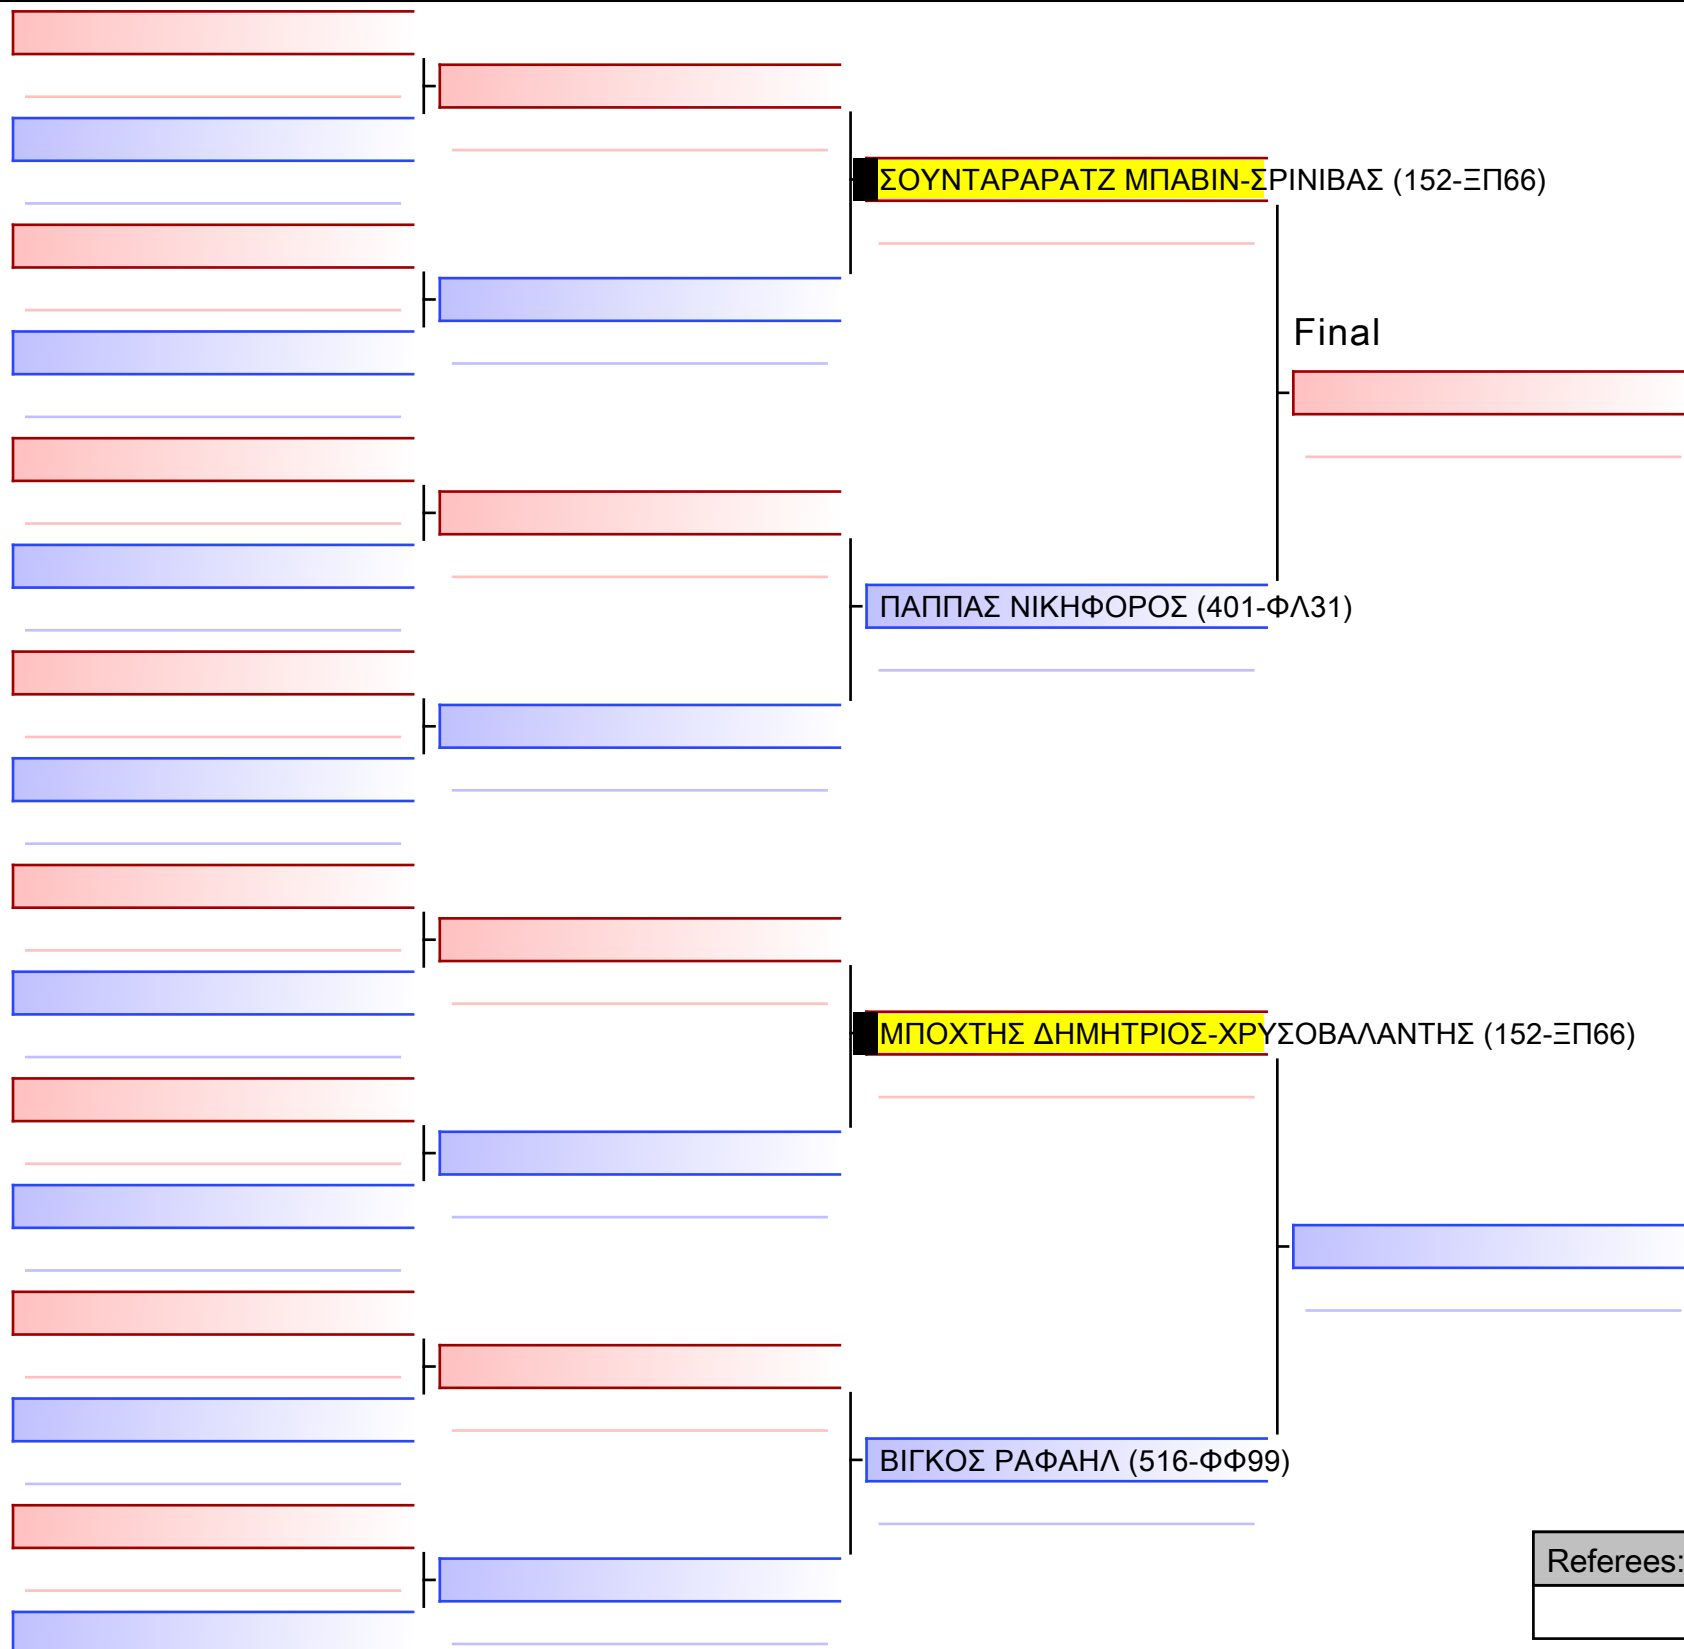 ΣΟΥΝΤΑΡΑΡΑΤΖ ΜΠΑΒΙΝ-ΣΡΙΝΙΒΑΣ (152-ΞΠ66)
Final
ΠΑΠΠΑΣ ΝΙΚΗΦΟΡΟΣ (401-ΦΛ31)
ΜΠΟΧΤΗΣ ΔΗΜΗΤΡΙΟΣ-ΧΡΥΣΟΒΑΛΑΝΤΗΣ (152-ΞΠ66)
ΒΙΓΚΟΣ ΡΑΦΑΗΛ (516-ΦΦ99)
Referees: